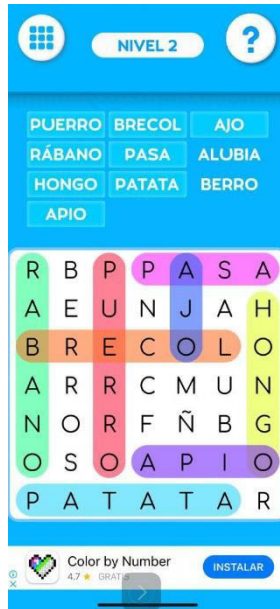 NIVEL 2
?
PUERRO BRECOL AJO
RÁBANO PASA ALUBIA
HONGO PATATA BERRO
APIO
R B P P A S A
A E U N J A H
B R E C O L O
A R R C M U N
N O R F Ñ B G
O S O A P I O
P A T A T A R
Color by Number
4.7 ★ GRATIS
INSTALAR